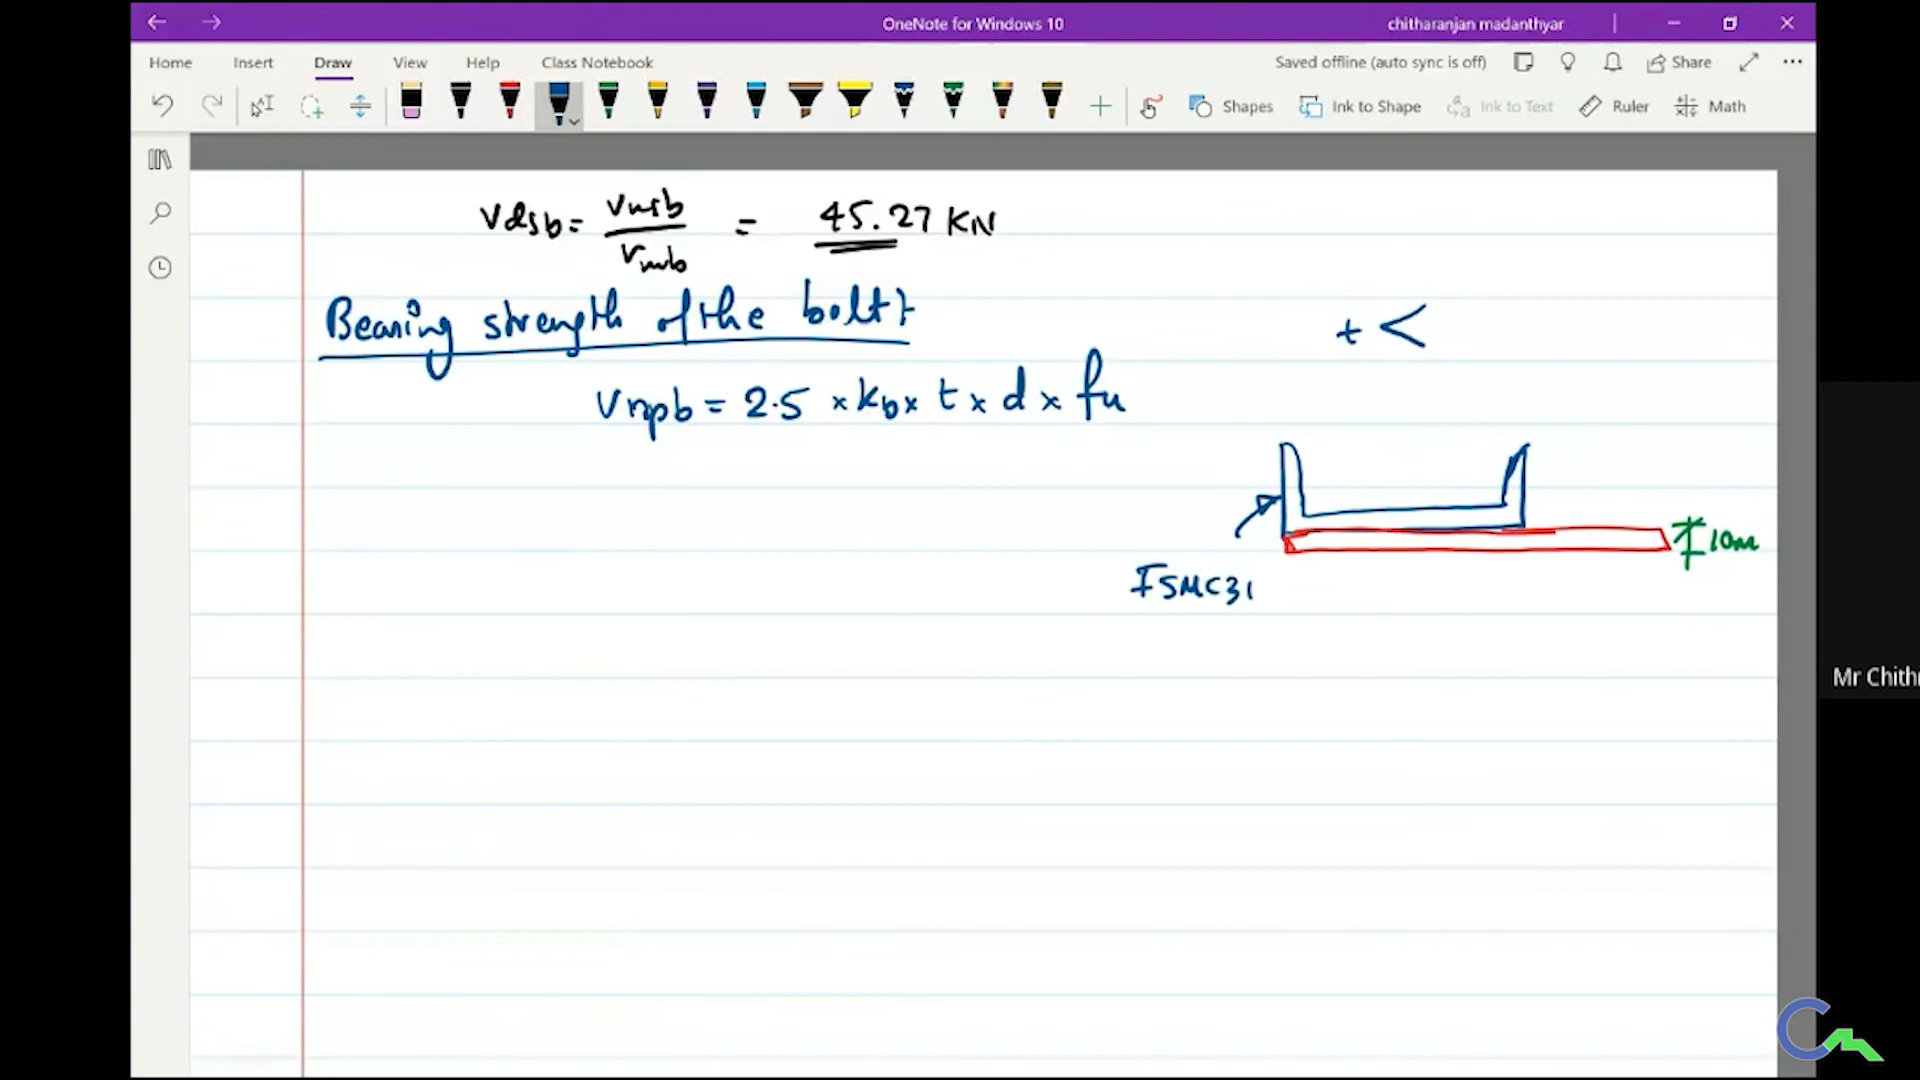 OneNote for Windows 10 chitharanjan madanthyar
Home Insert Draw View Help Class Notebook Saved offline (auto sync is off) Share
Shapes Ink to Shape Ink to Text Ruler Math
Vdsb = Vnsb / γmb = 45.27 KN
Bearing strength of the bolt:
t <
Vnpb = 2.5 × kb × t × d × fu
10m
ISMC31
Mr Chith